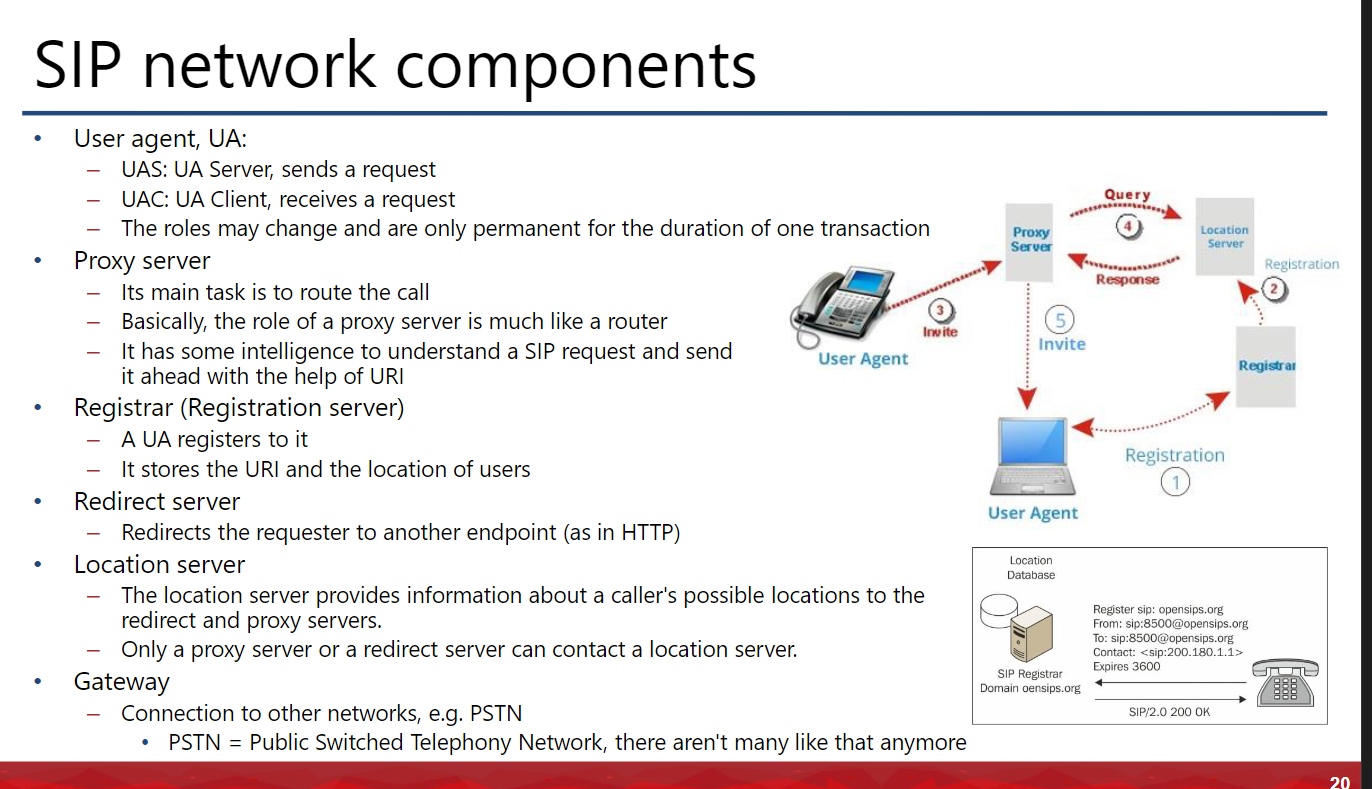 SIP network components
• User agent, UA:
– UAS: UA Server, sends a request
– UAC: UA Client, receives a request
– The roles may change and are only permanent for the duration of one transaction
• Proxy server
– Its main task is to route the call
– Basically, the role of a proxy server is much like a router
– It has some intelligence to understand a SIP request and send
it ahead with the help of URI
• Registrar (Registration server)
– A UA registers to it
– It stores the URI and the location of users
• Redirect server
– Redirects the requester to another endpoint (as in HTTP)
• Location server
– The location server provides information about a caller's possible locations to the
redirect and proxy servers.
– Only a proxy server or a redirect server can contact a location server.
• Gateway
– Connection to other networks, e.g. PSTN
• PSTN = Public Switched Telephony Network, there aren't many like that anymore
Query
4
Response
Proxy
Server
Location
Server
Registration
2
3
Invite
User Agent
5
Invite
Registrar
Registration
1
User Agent
Location
Database
Register sip: opensips.org
From: sip:8500@opensips.org
To: sip:8500@opensips.org
Contact: <sip:200.180.1.1>
Expires 3600
SIP Registrar
Domain oensips.org
SIP/2.0 200 OK
20